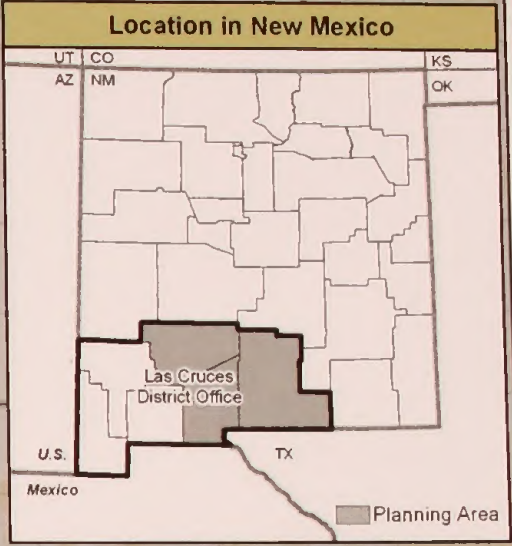 Location in New Mexico
UT CO
KS
AZ NM
OK
Las Cruces
District Office
U.S.
TX
Mexico
Planning Area